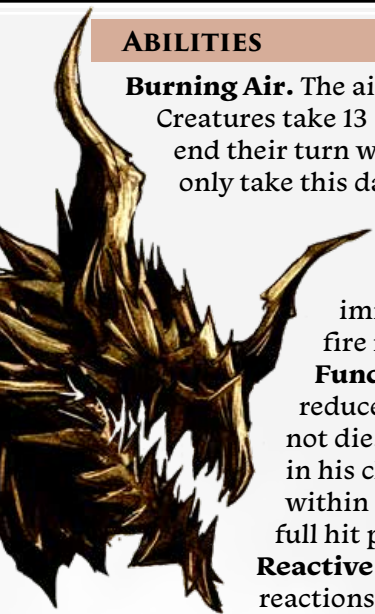 ABILITIES
Burning Air. The ai
Creatures take 13
end their turn w
only take this da
im
fire
Func
reduce
not die
in his c
within
full hit p
Reactive
reactions